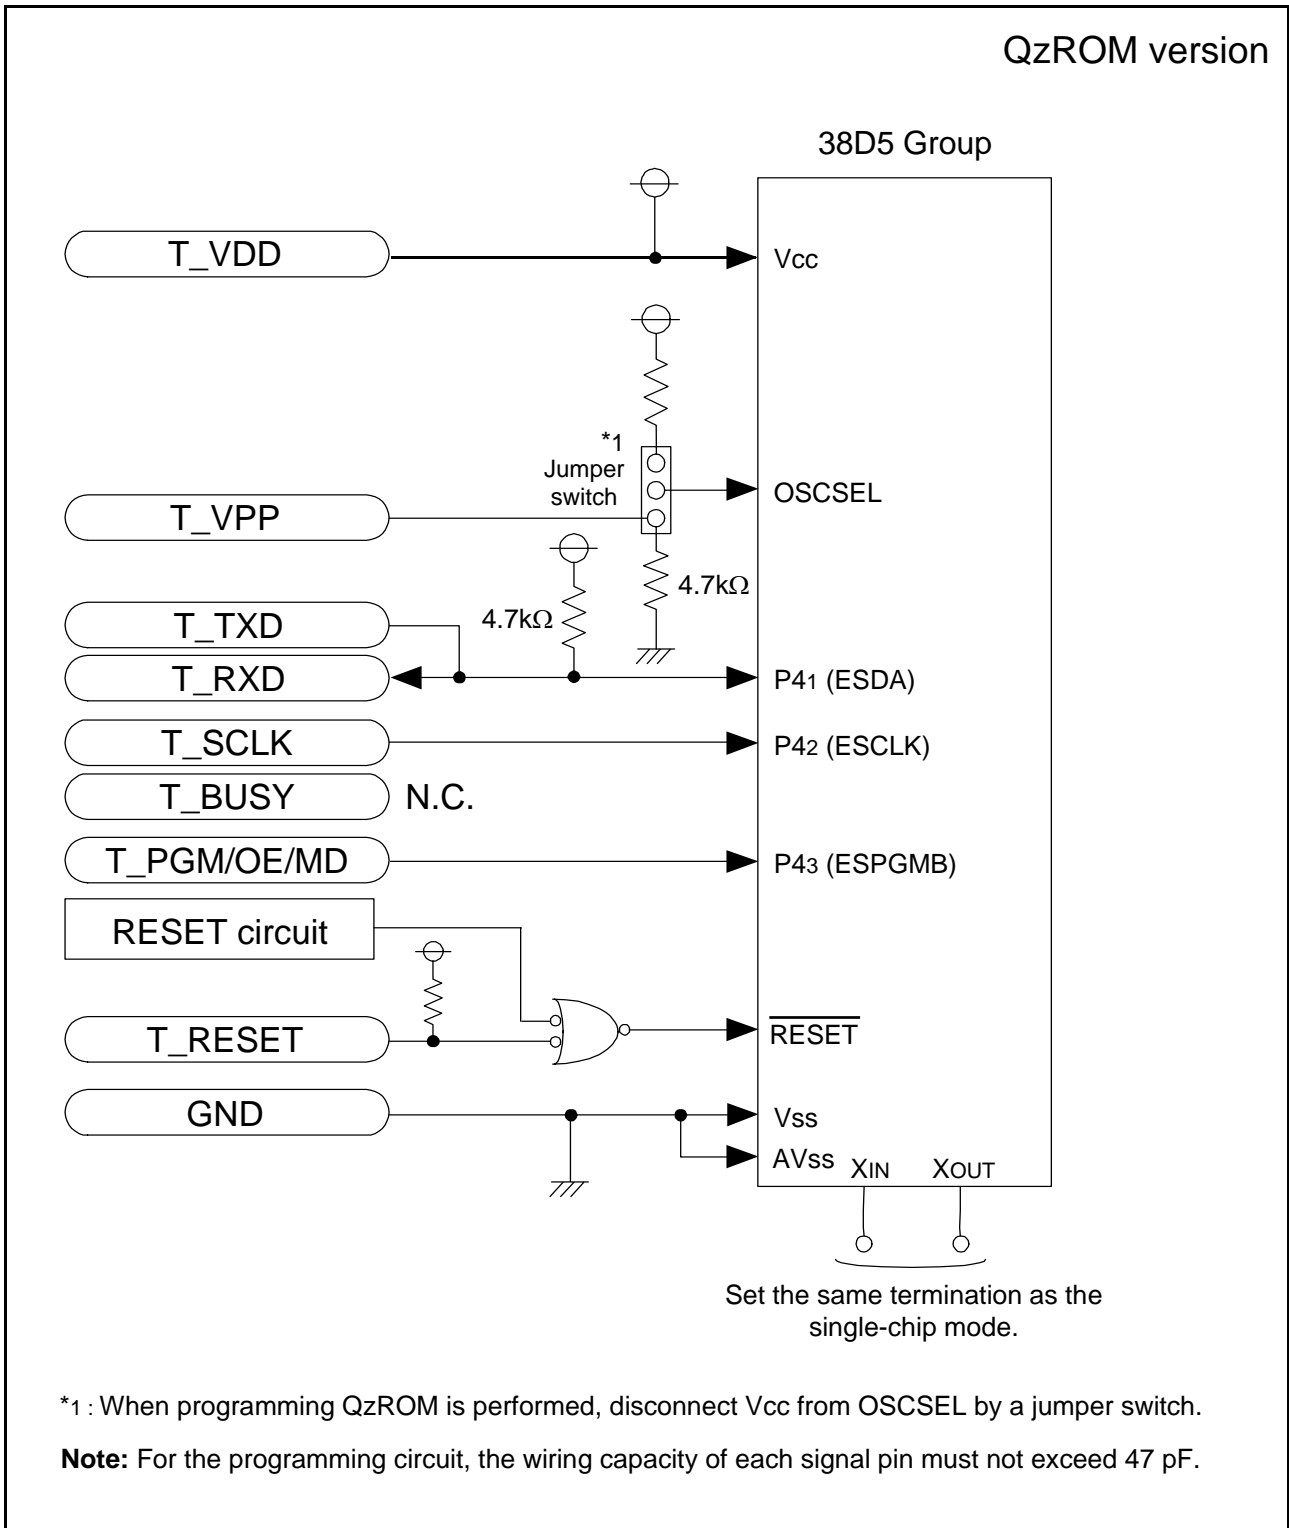 QzROM version
38D5 Group
T_VDD
Vcc
*1
Jumper
switch
OSCSEL
T_VPP
4.7kΩ
4.7kΩ
T_TXD
T_RXD
P41 (ESDA)
T_SCLK
P42 (ESCLK)
T_BUSY
N.C.
T_PGM/OE/MD
P43 (ESPGMB)
RESET circuit
T_RESET
RESET
GND
Vss
AVss
XIN
XOUT
Set the same termination as the
single-chip mode.
*1 : When programming QzROM is performed, disconnect Vcc from OSCSEL by a jumper switch.
Note: For the programming circuit, the wiring capacity of each signal pin must not exceed 47 pF.